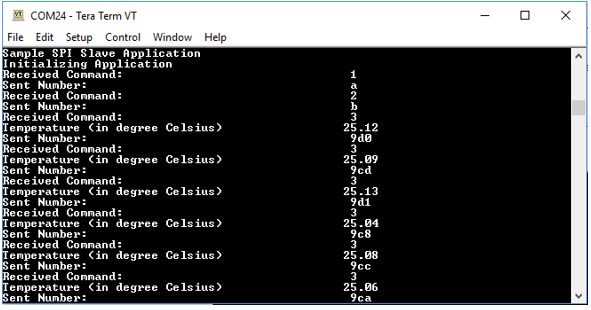 COM24 - Tera Term VT
File Edit Setup Control Window Help
Sample SPI Slave Application
Initializing Application
Received Command: 1
Sent Number: a
Received Command: 2
Sent Number: b
Received Command: 3
Temperature (in degree Celsius) 25.12
Sent Number: 9d0
Received Command: 3
Temperature (in degree Celsius) 25.09
Sent Number: 9cd
Received Command: 3
Temperature (in degree Celsius) 25.13
Sent Number: 9d1
Received Command: 3
Temperature (in degree Celsius) 25.04
Sent Number: 9c8
Received Command: 3
Temperature (in degree Celsius) 25.08
Sent Number: 9cc
Received Command: 3
Temperature (in degree Celsius) 25.06
Sent Number: 9ca